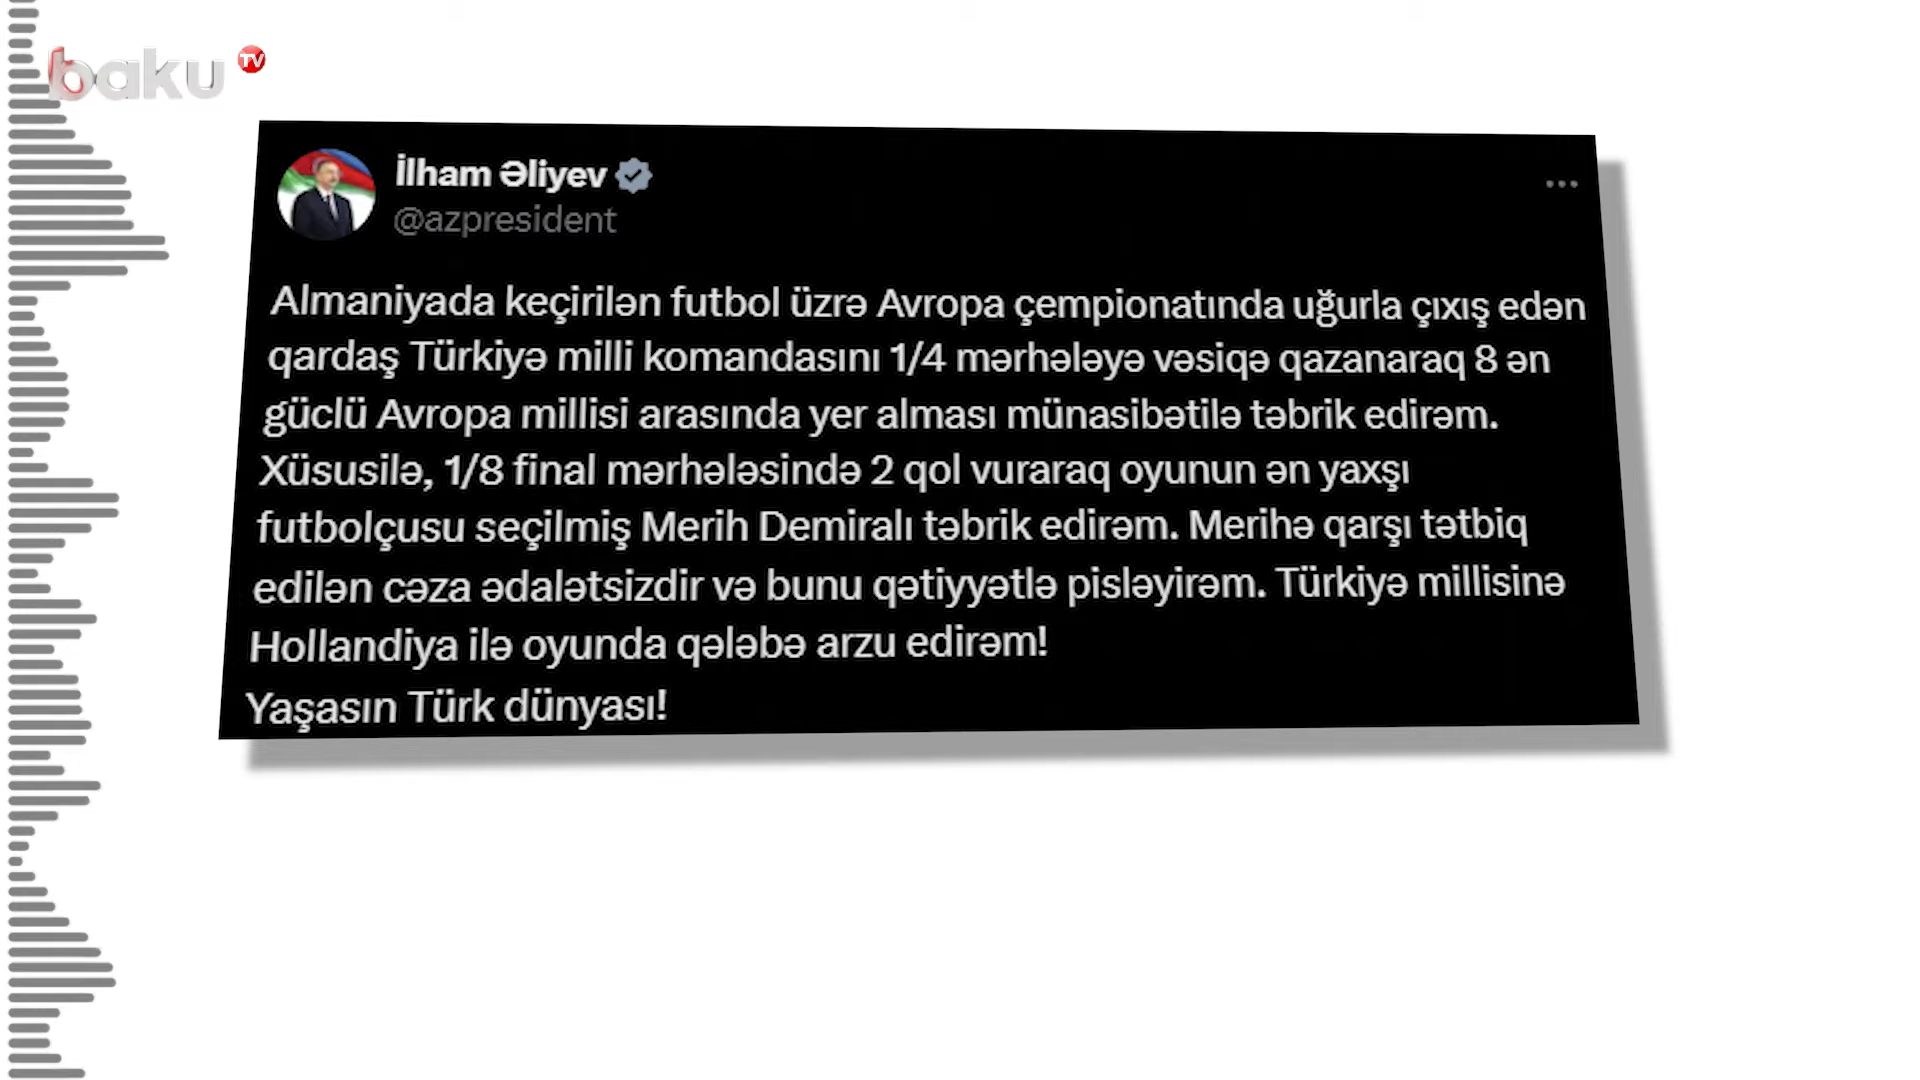 baku TV
İlham Əliyev
@azpresident
Almaniyada keçirilən futbol üzrə Avropa çempionatında uğurla çıxış edən
qardaş Türkiyə milli komandasını 1/4 mərhələyə vəsiqə qazanaraq 8 ən
güclü Avropa millisi arasında yer alması münasibətilə təbrik edirəm.
Xüsusilə, 1/8 final mərhələsində 2 qol vuraraq oyunun ən yaxşı
futbolçusu seçilmiş Merih Demiralı təbrik edirəm. Merihə qarşı tətbiq
edilən cəza ədalətsizdir və bunu qətiyyətlə pisləyirəm. Türkiyə millisinə
Hollandiya ilə oyunda qələbə arzu edirəm!
Yaşasın Türk dünyası!